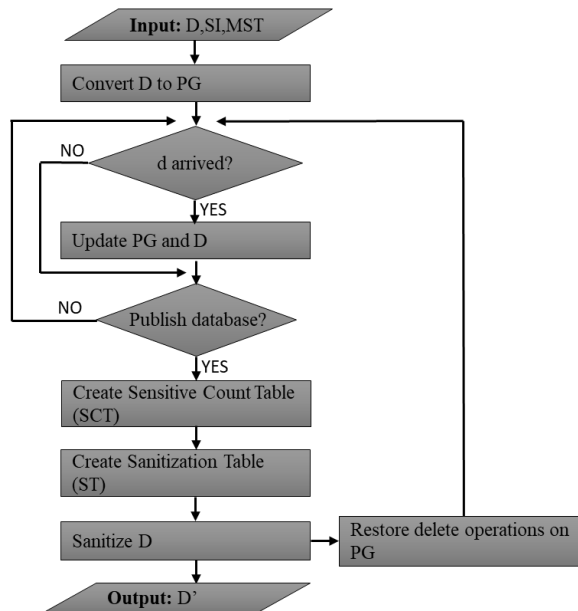 Input: D,SI,MST
Convert D to PG
d arrived?
NO
YES
Update PG and D
Publish database?
NO
YES
Create Sensitive Count Table
(SCT)
Create Sanitization Table
(ST)
Sanitize D
Restore delete operations on
PG
Output: D’